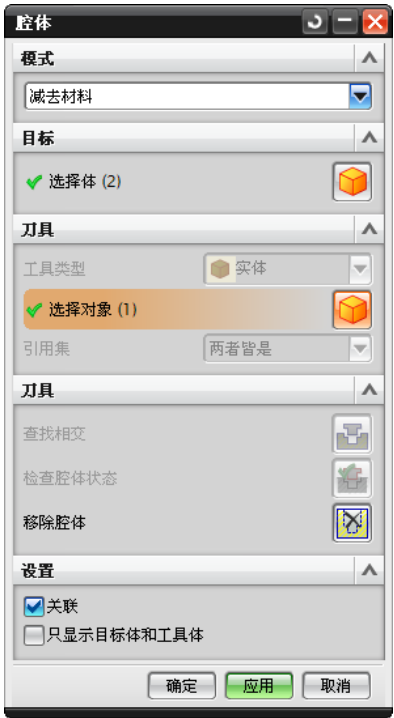 腔体
模式
减去材料
目标
选择体 (2)
刀具
工具类型 实体
选择对象 (1)
引用集 两者皆是
刀具
查找相交
检查腔体状态
移除腔体
设置
关联
只显示目标体和工具体
确定 应用 取消